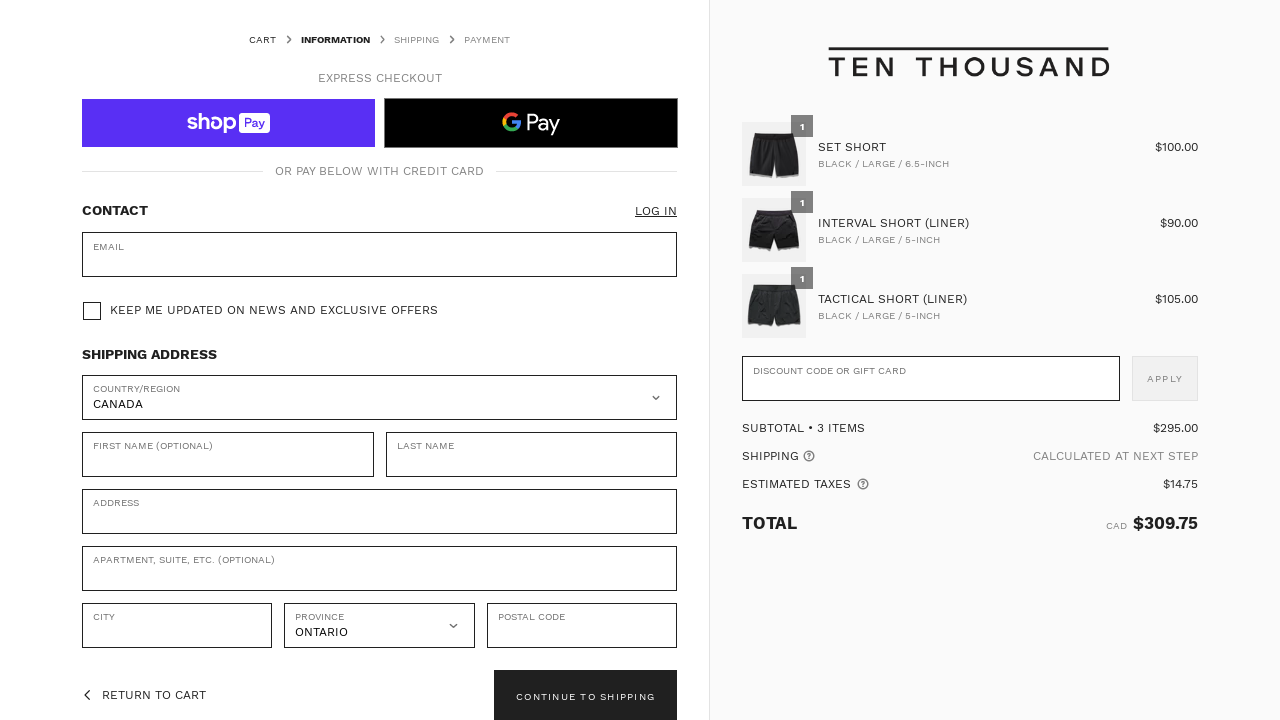 CART > INFORMATION > SHIPPING > PAYMENT
EXPRESS CHECKOUT
shop Pay
G Pay
OR PAY BELOW WITH CREDIT CARD
CONTACT
LOG IN
EMAIL
KEEP ME UPDATED ON NEWS AND EXCLUSIVE OFFERS
SHIPPING ADDRESS
COUNTRY/REGION
CANADA
FIRST NAME (OPTIONAL)
LAST NAME
ADDRESS
APARTMENT, SUITE, ETC. (OPTIONAL)
CITY
PROVINCE
ONTARIO
POSTAL CODE
RETURN TO CART
CONTINUE TO SHIPPING
TEN THOUSAND
1
SET SHORT $100.00
BLACK / LARGE / 6.5-INCH
1
INTERVAL SHORT (LINER) $90.00
BLACK / LARGE / 5-INCH
1
TACTICAL SHORT (LINER) $105.00
BLACK / LARGE / 5-INCH
DISCOUNT CODE OR GIFT CARD
APPLY
SUBTOTAL • 3 ITEMS $295.00
SHIPPING ? CALCULATED AT NEXT STEP
ESTIMATED TAXES ? $14.75
TOTAL CAD $309.75